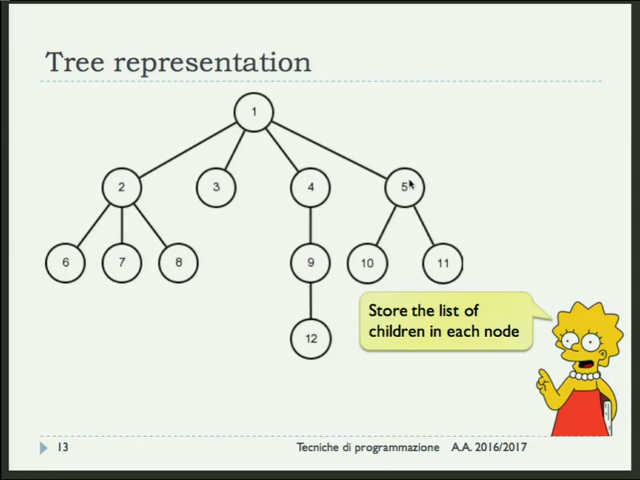 Tree representation
1
2 3 4 5
6 7 8 9 10 11
12
Store the list of
children in each node
13 Tecniche di programmazione A.A. 2016/2017